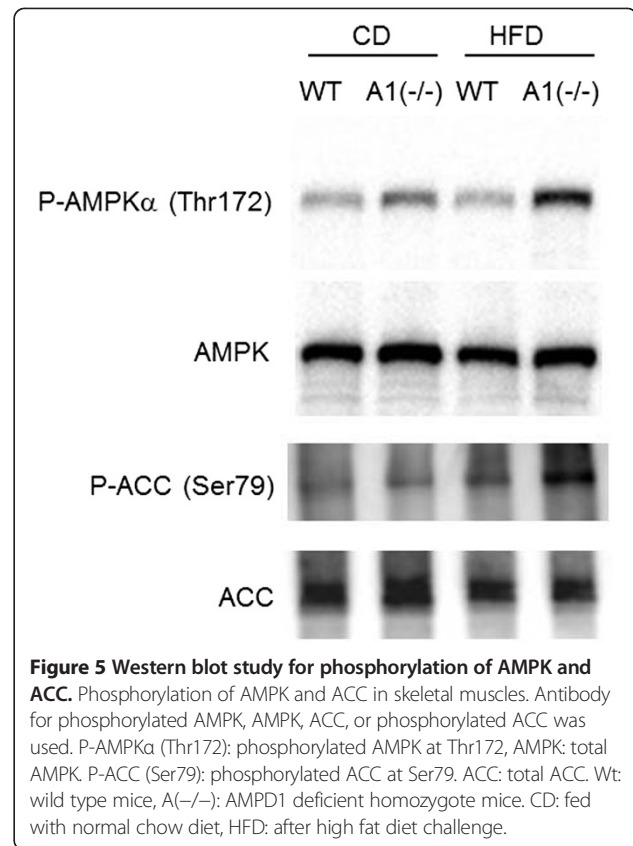 CD HFD
WT A1(-/-) WT A1(-/-)
P-AMPKα (Thr172)
AMPK
P-ACC (Ser79)
ACC
Figure 5 Western blot study for phosphorylation of AMPK and
ACC. Phosphorylation of AMPK and ACC in skeletal muscles. Antibody
for phosphorylated AMPK, AMPK, ACC, or phosphorylated ACC was
used. P-AMPKα (Thr172): phosphorylated AMPK at Thr172, AMPK: total
AMPK. P-ACC (Ser79): phosphorylated ACC at Ser79. ACC: total ACC. Wt:
wild type mice, A(−/−): AMPD1 deficient homozygote mice. CD: fed
with normal chow diet, HFD: after high fat diet challenge.